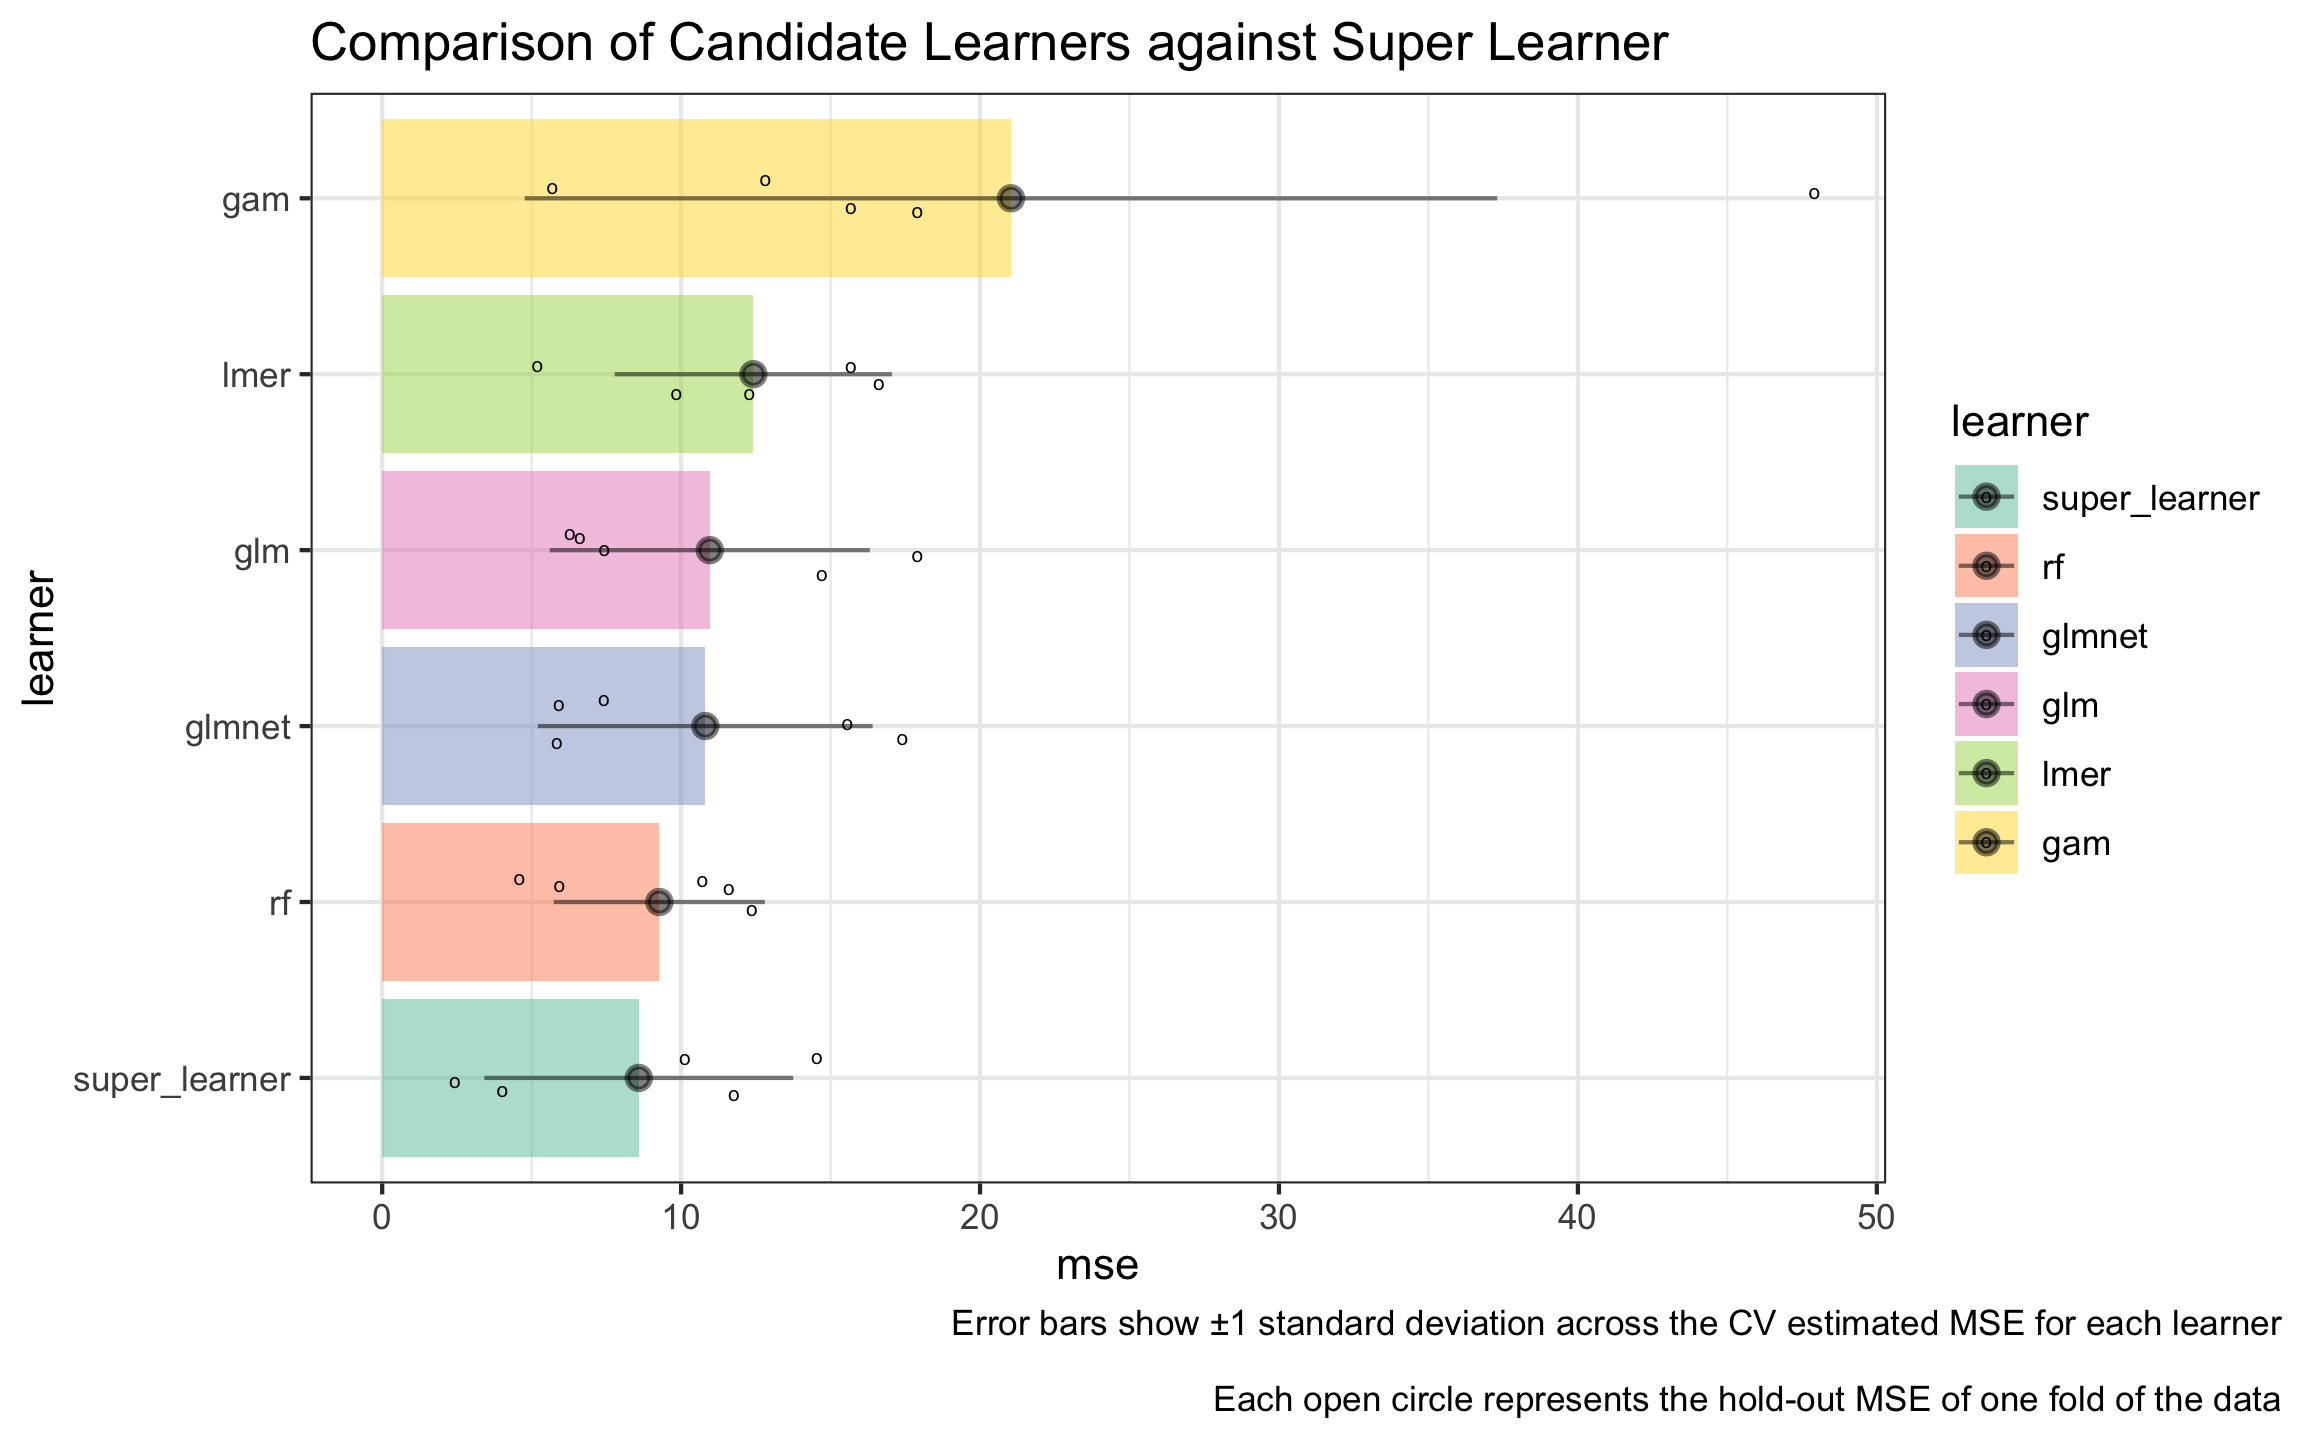 Comparison of Candidate Learners against Super Learner
learner
gam
lmer
glm
glmnet
rf
super_learner
0 10 20 30 40 50
mse
learner
super_learner
rf
glmnet
glm
lmer
gam
Error bars show ±1 standard deviation across the CV estimated MSE for each learner
Each open circle represents the hold-out MSE of one fold of the data